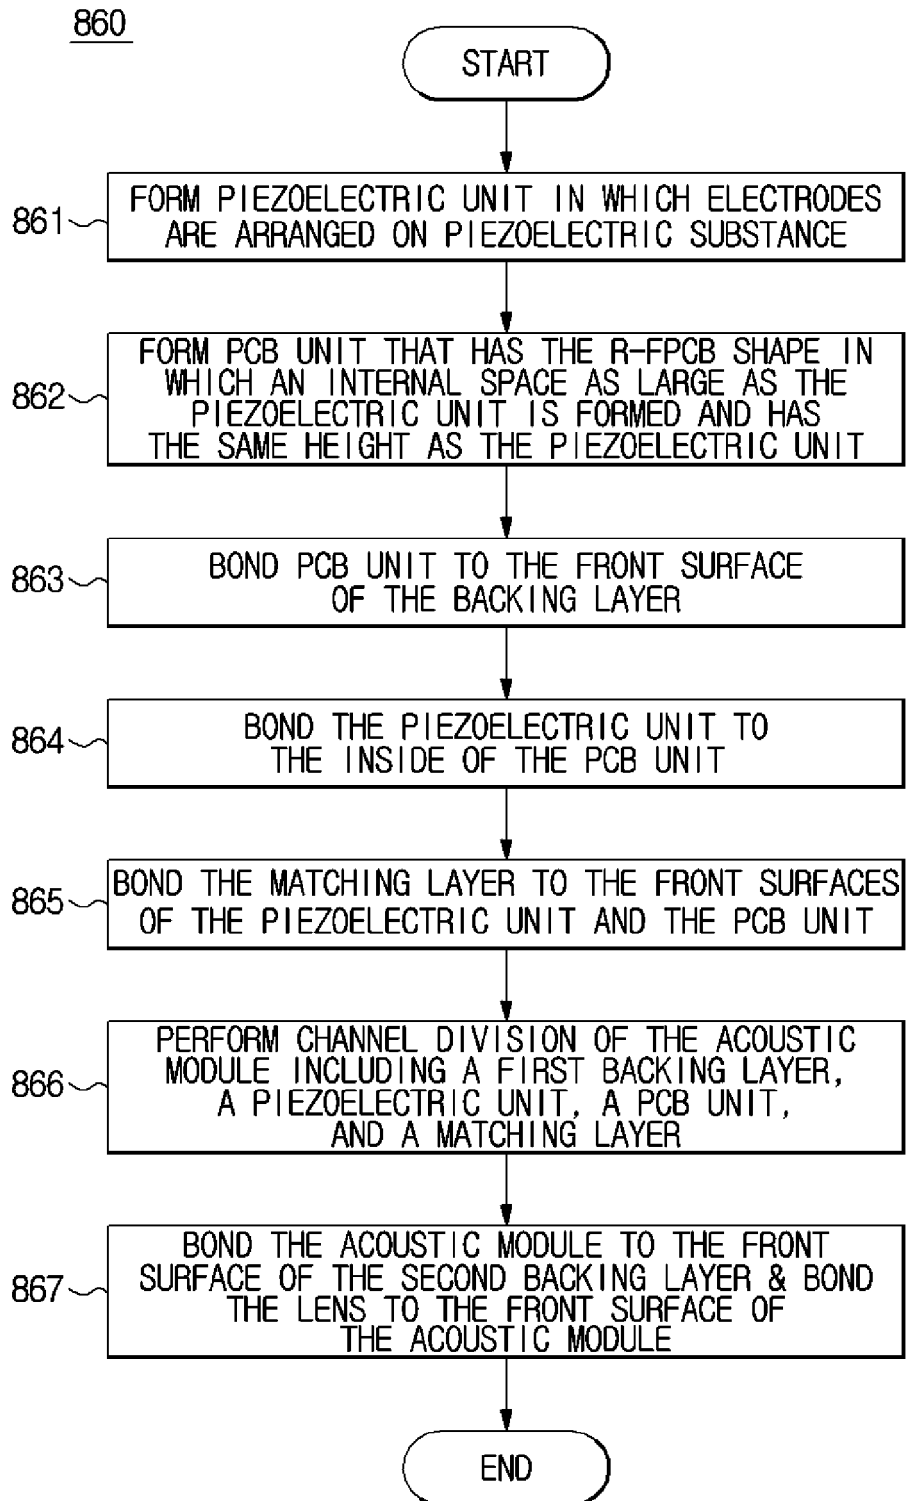 860
START
861
FORM PIEZOELECTRIC UNIT IN WHICH ELECTRODES
ARE ARRANGED ON PIEZOELECTRIC SUBSTANCE
862
FORM PCB UNIT THAT HAS THE R-FPCB SHAPE IN
WHICH AN INTERNAL SPACE AS LARGE AS THE
PIEZOELECTRIC UNIT IS FORMED AND HAS
THE SAME HEIGHT AS THE PIEZOELECTRIC UNIT
863
BOND PCB UNIT TO THE FRONT SURFACE
OF THE BACKING LAYER
864
BOND THE PIEZOELECTRIC UNIT TO
THE INSIDE OF THE PCB UNIT
865
BOND THE MATCHING LAYER TO THE FRONT SURFACES
OF THE PIEZOELECTRIC UNIT AND THE PCB UNIT
866
PERFORM CHANNEL DIVISION OF THE ACOUSTIC
MODULE INCLUDING A FIRST BACKING LAYER,
A PIEZOELECTRIC UNIT, A PCB UNIT,
AND A MATCHING LAYER
867
BOND THE ACOUSTIC MODULE TO THE FRONT
SURFACE OF THE SECOND BACKING LAYER & BOND
THE LENS TO THE FRONT SURFACE OF
THE ACOUSTIC MODULE
END